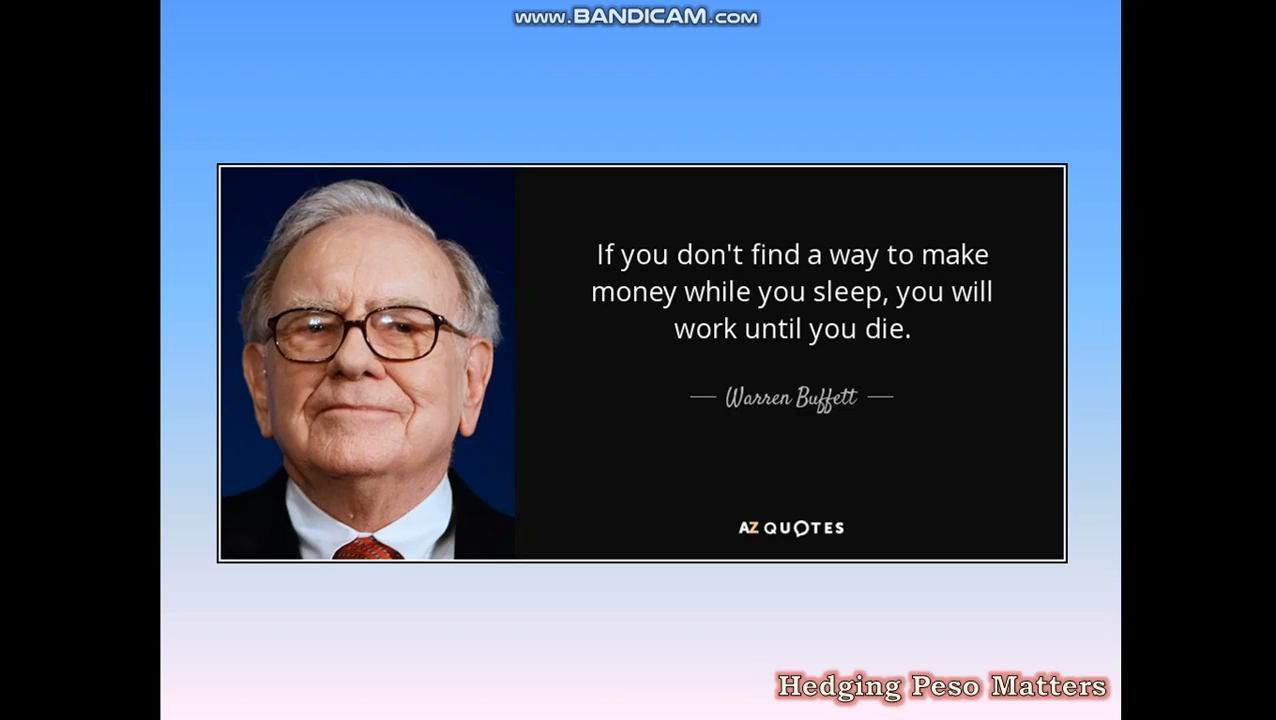 www.BANDICAM.com
If you don't find a way to make
money while you sleep, you will
work until you die.
Warren Buffett
AZ QUOTES
Hedging Peso Matters